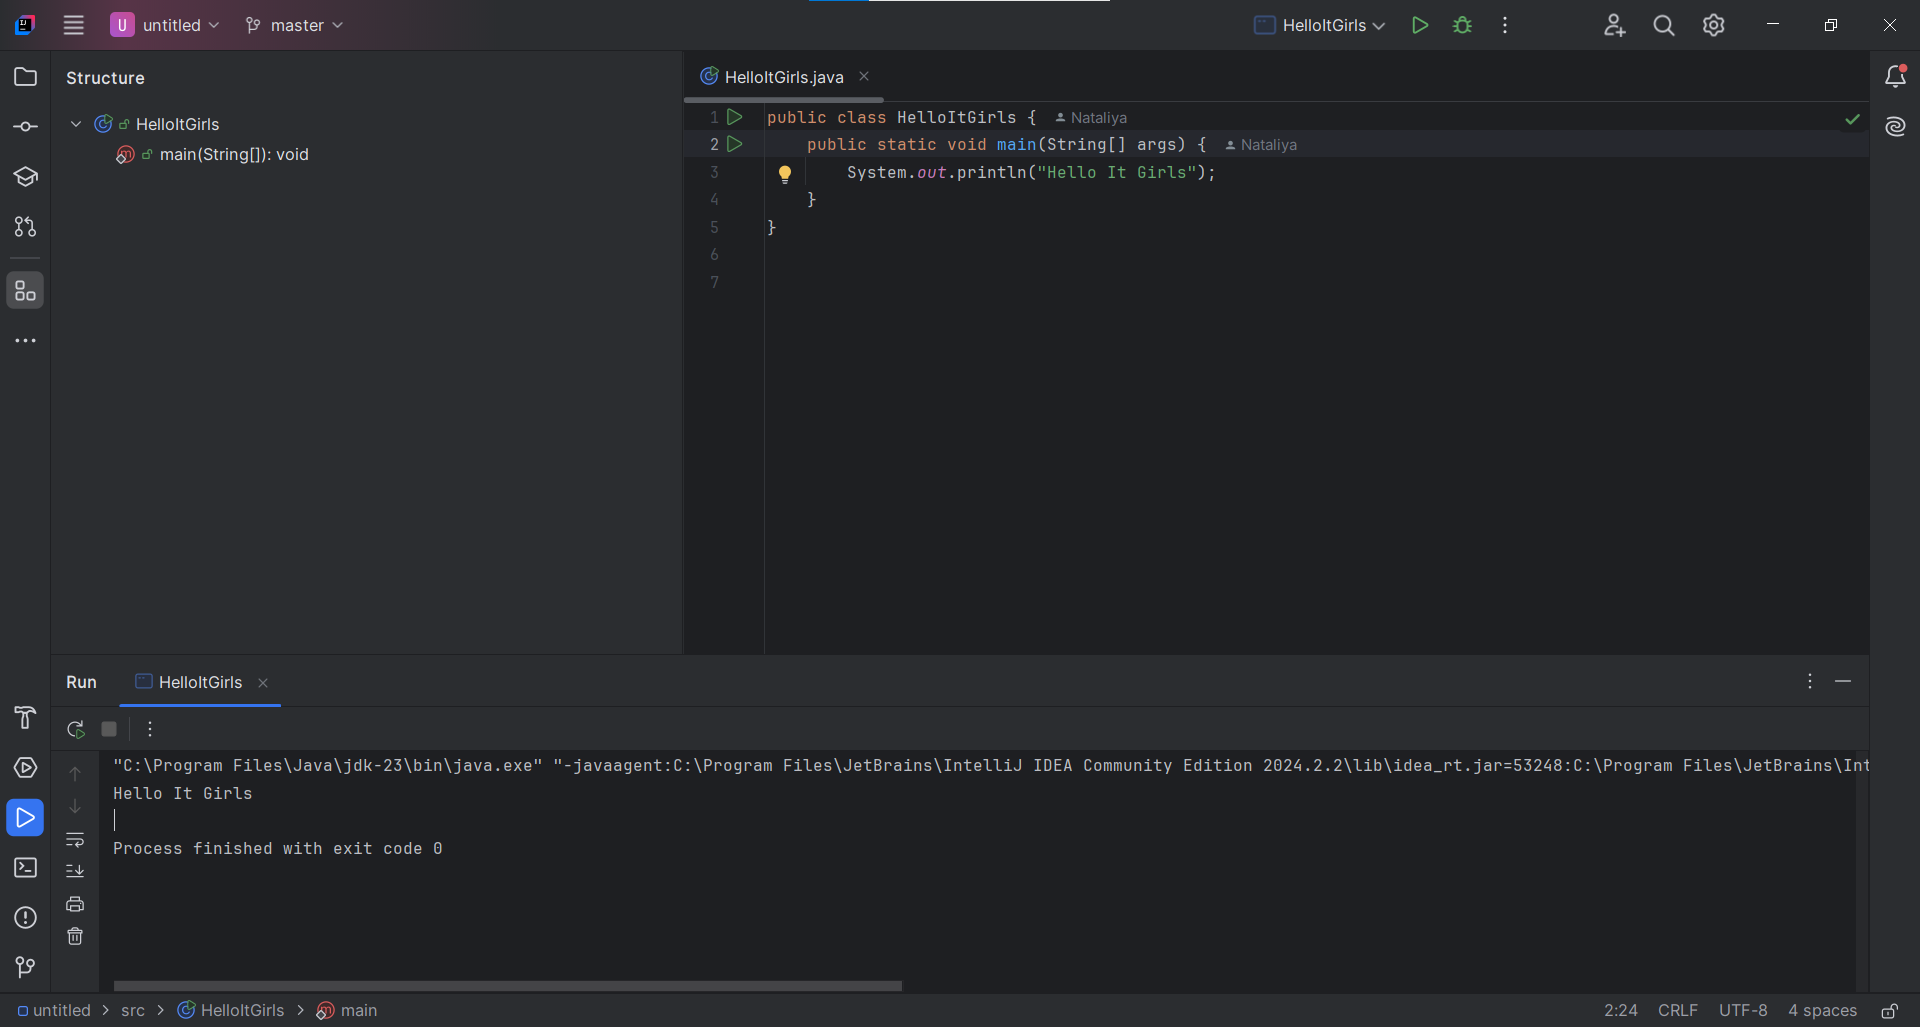 U untitled master HelloItGirls
Structure
HelloItGirls
main(String[]): void
HelloItGirls.java
1 public class HelloItGirls { Nataliya
2 public static void main(String[] args) { Nataliya
3 System.out.println("Hello It Girls");
4 }
5 }
6
7
Run HelloItGirls
"C:\Program Files\Java\jdk-23\bin\java.exe" "-javaagent:C:\Program Files\JetBrains\IntelliJ IDEA Community Edition 2024.2.2\lib\idea_rt.jar=53248:C:\Program Files\JetBrains\Int
Hello It Girls
Process finished with exit code 0
untitled > src > HelloItGirls > main 2:24 CRLF UTF-8 4 spaces